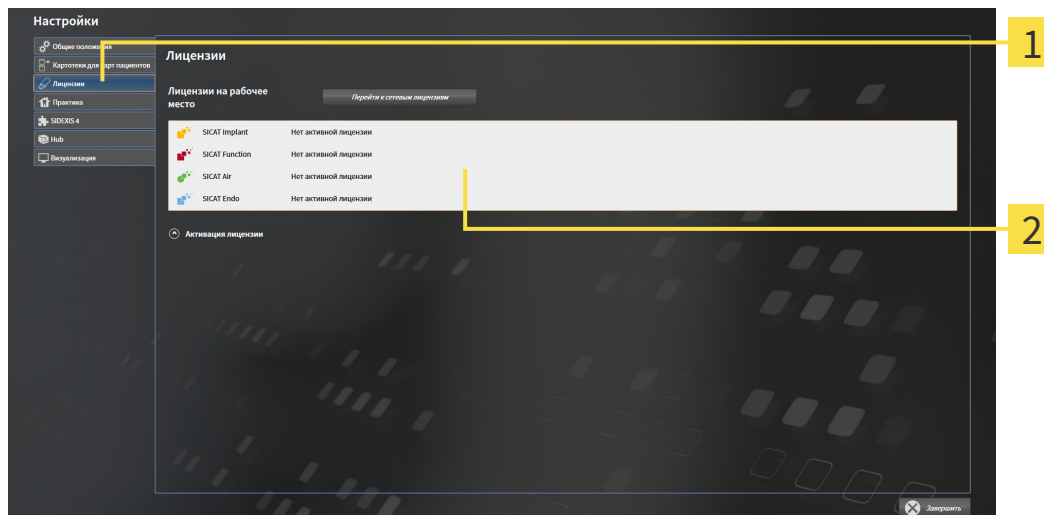 Настройки
Общие положения
Картотеки для карт пациентов
Лицензии
Практика
SIDEXIS 4
Hub
Визуализация
Лицензии
Лицензии на рабочее
место
Перейти к сетевым лицензиям
SICAT Implant Нет активной лицензии
SICAT Function Нет активной лицензии
SICAT Air Нет активной лицензии
SICAT Endo Нет активной лицензии
Активация лицензии
Завершить
1
2